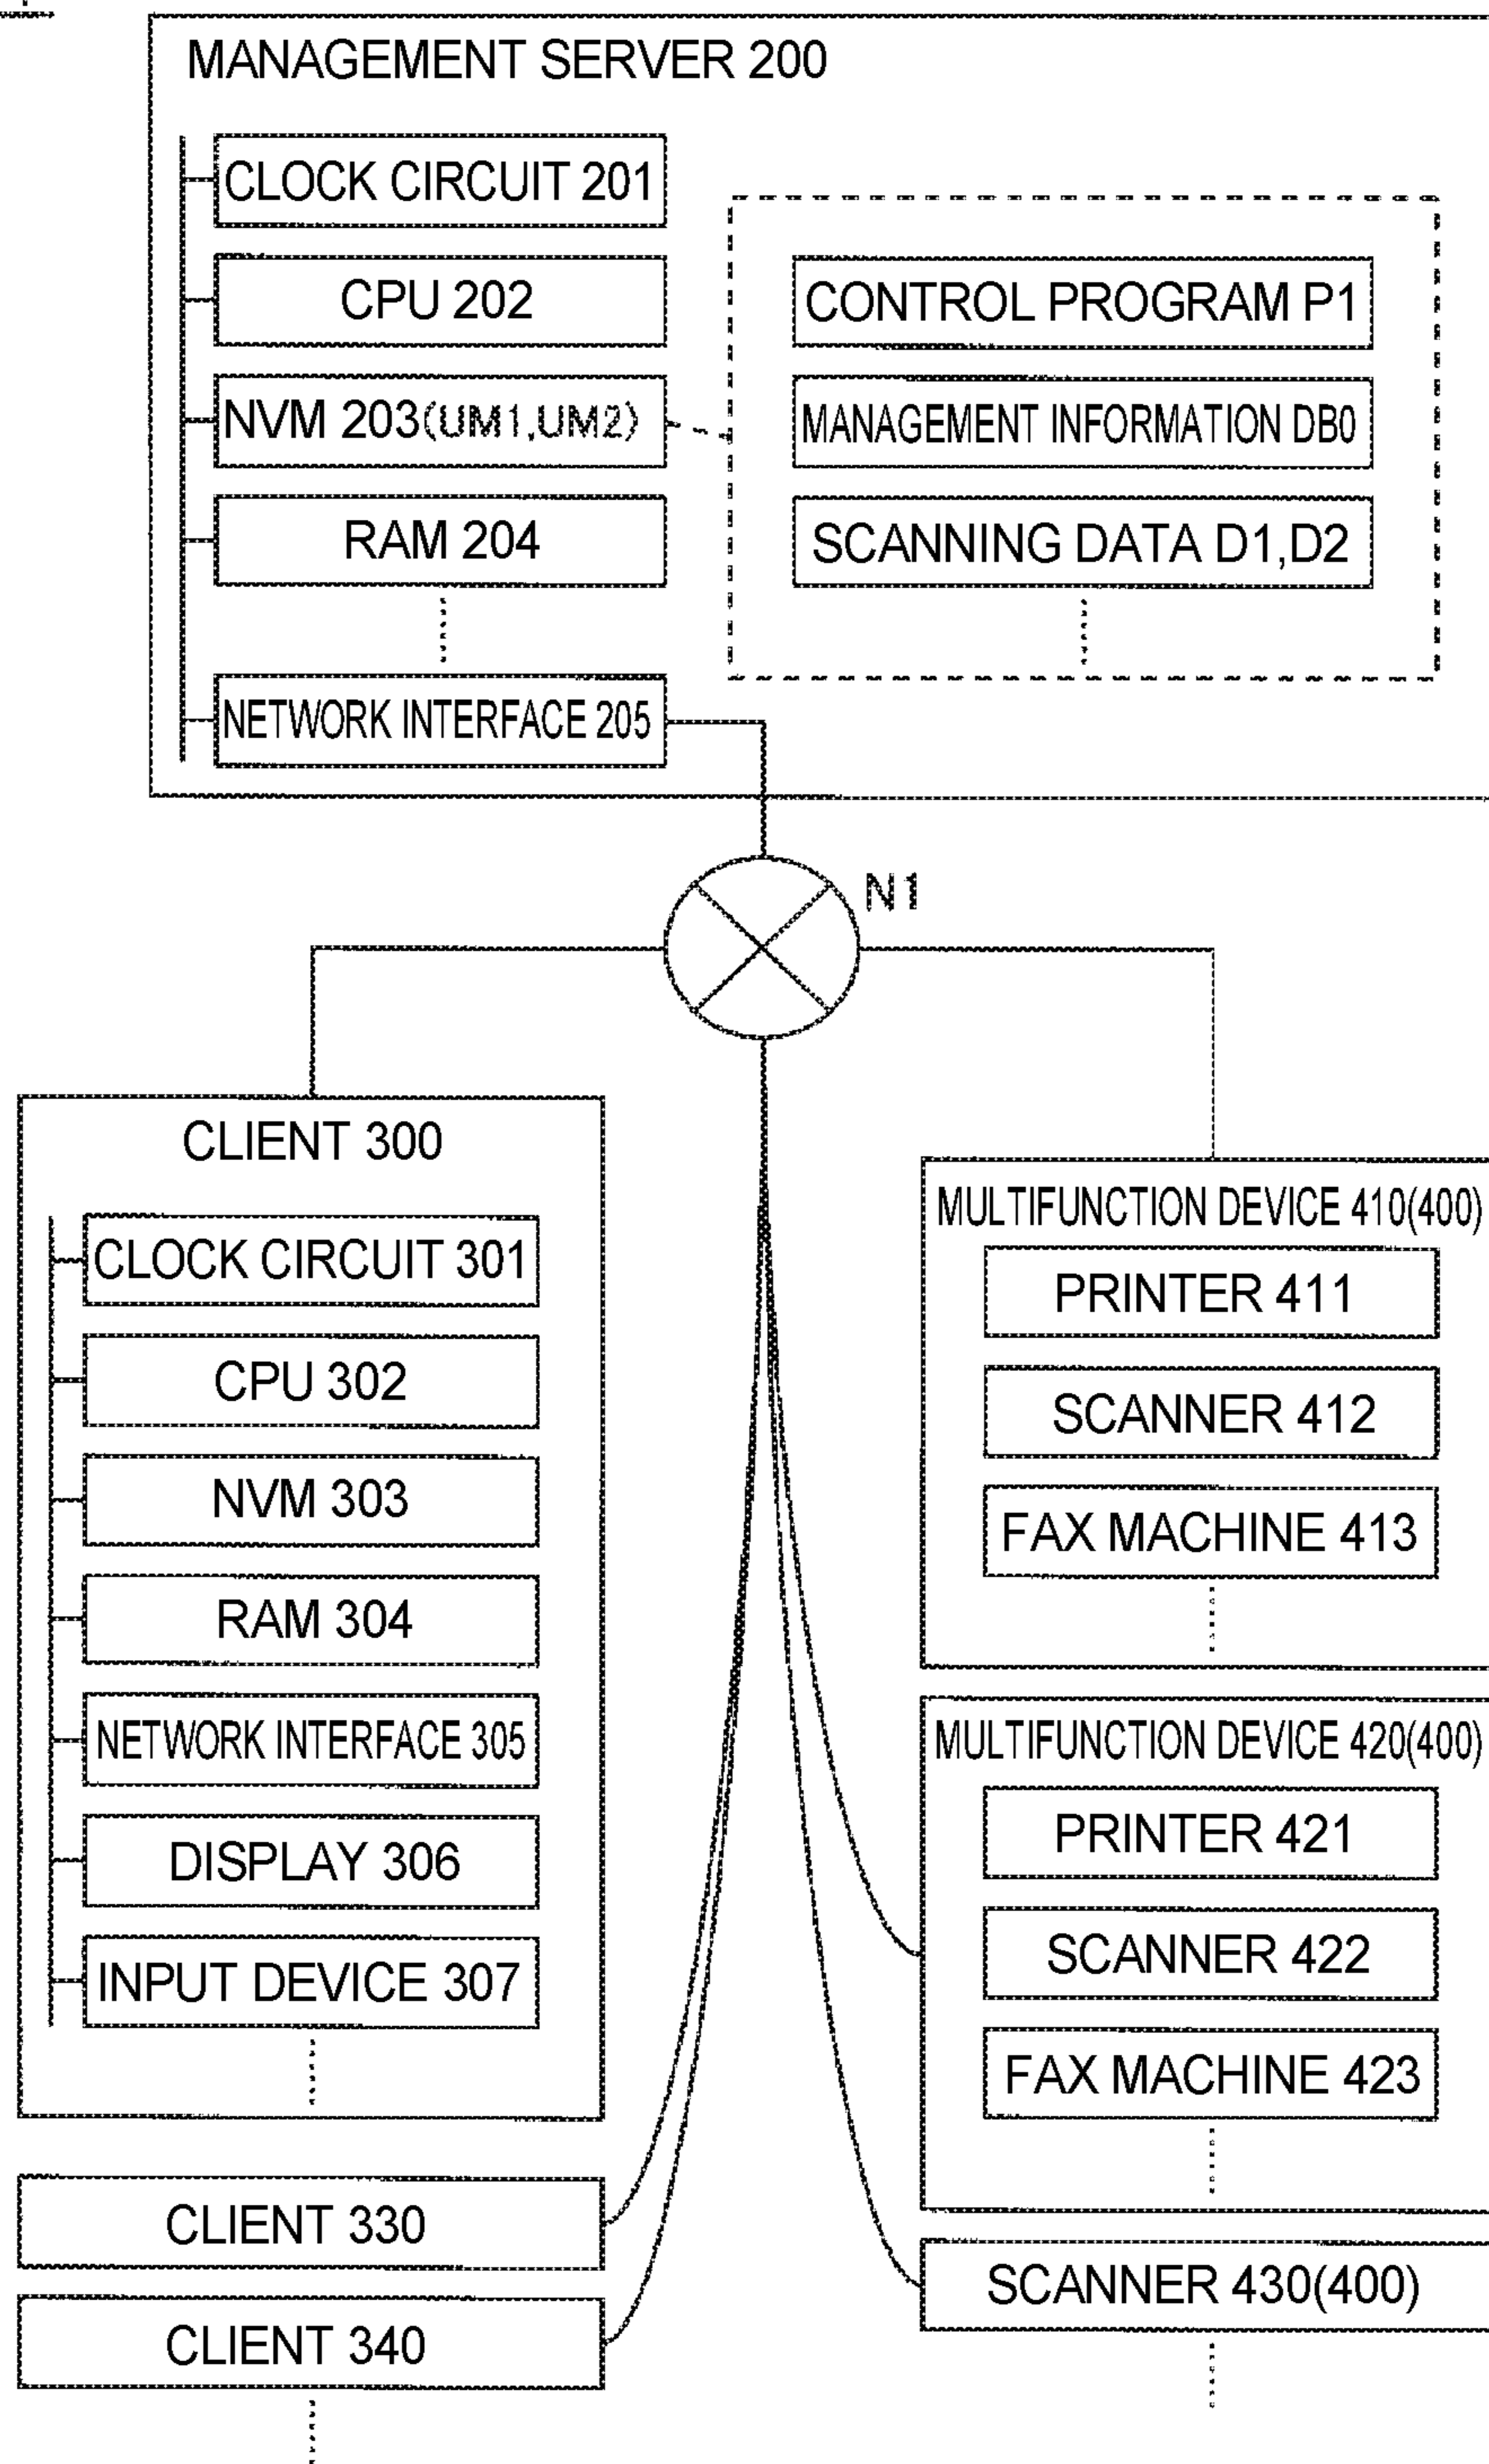 MANAGEMENT SERVER 200
CLOCK CIRCUIT 201
CPU 202
NVM 203(UM1,UM2)
RAM 204
NETWORK INTERFACE 205
CONTROL PROGRAM P1
MANAGEMENT INFORMATION DB0
SCANNING DATA D1,D2
N1
CLIENT 300
CLOCK CIRCUIT 301
CPU 302
NVM 303
RAM 304
NETWORK INTERFACE 305
DISPLAY 306
INPUT DEVICE 307
CLIENT 330
CLIENT 340
MULTIFUNCTION DEVICE 410(400)
PRINTER 411
SCANNER 412
FAX MACHINE 413
MULTIFUNCTION DEVICE 420(400)
PRINTER 421
SCANNER 422
FAX MACHINE 423
SCANNER 430(400)